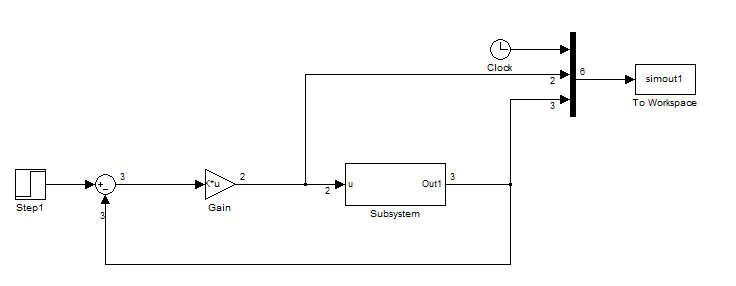 Clock
2
3
6
simout1
To Workspace
Step1
+
-
3
3
K*u
2
Gain
2
u
Out1
3
Subsystem